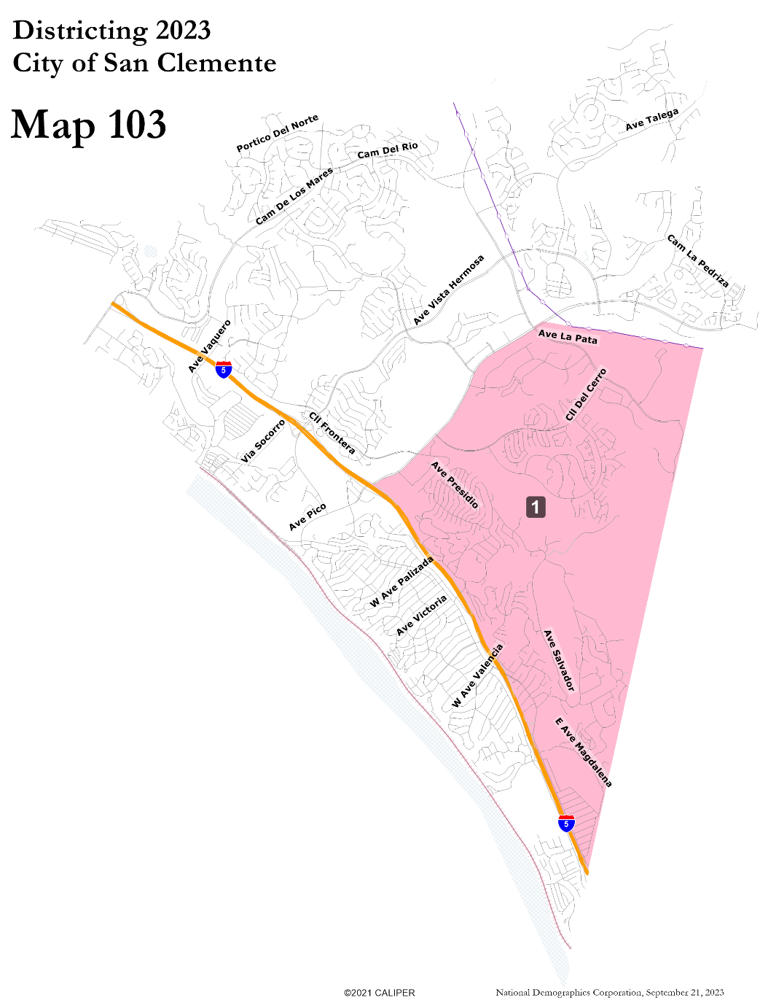 Districting 2023
City of San Clemente
Map 103
Portico Del Norte
Cam Del Rio
Ave Talega
Cam De Los Mares
Cam La Pedriza
Ave Vista Hermosa
Ave Vaquero
Ave La Pata
5
Cll Del Cerro
Cll Frontera
Via Socorro
Ave Presidio
1
Ave Pico
W Ave Palizada
Ave Victoria
Ave Salvador
W Ave Valencia
E Ave Magdalena
5
©2021 CALIPER
National Demographics Corporation, September 21, 2023